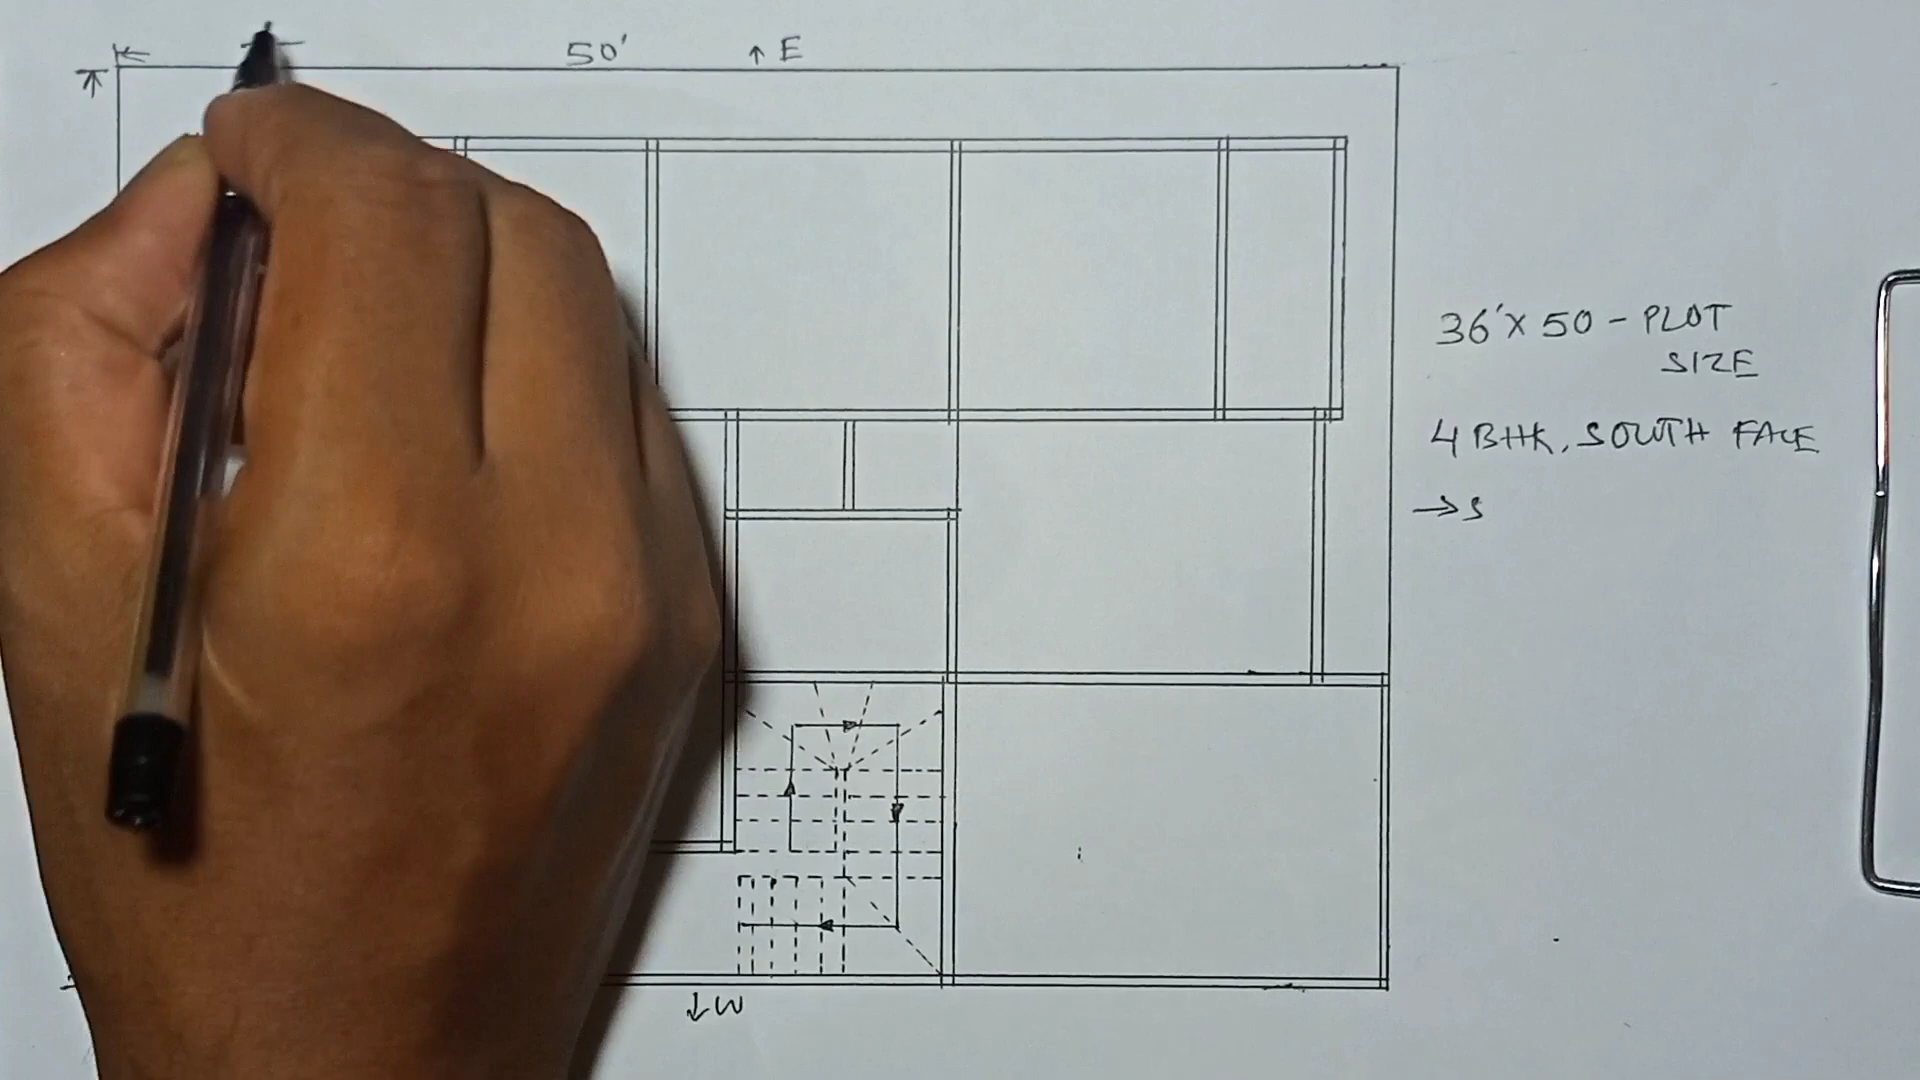 50' ↑ E
36' X 50 - PLOT
SIZE
4 BHK, SOUTH FACE
→ S
↓ W